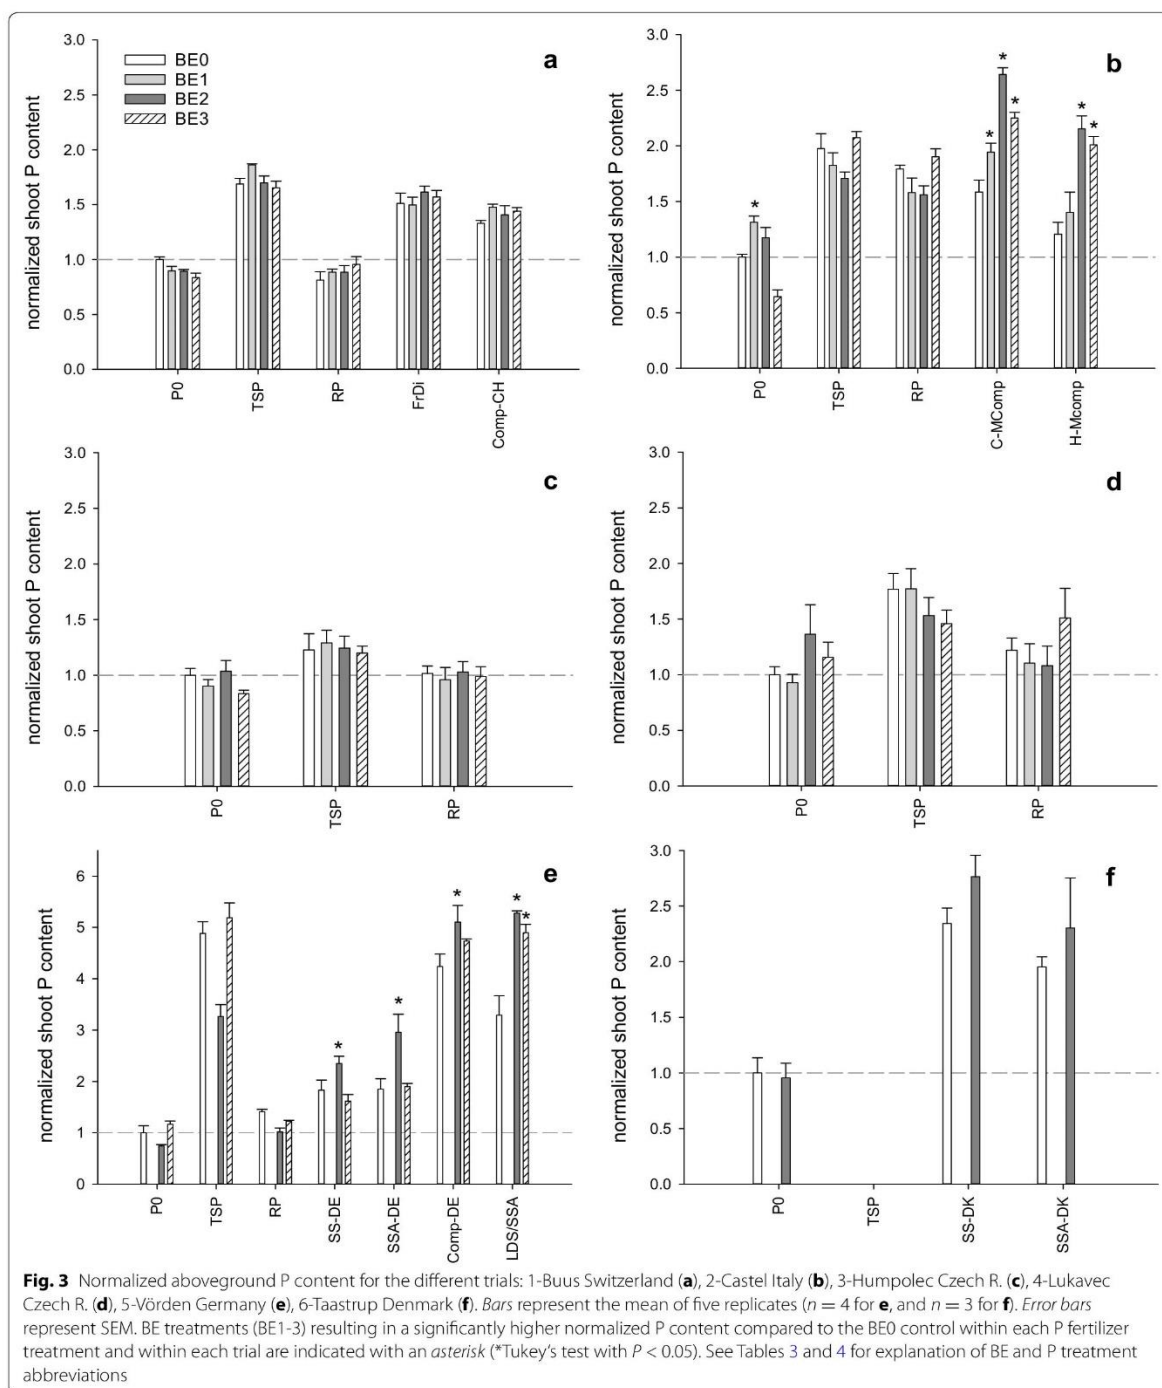 BE0
BE1
BE2
BE3
a
normalized shoot P content
3.0
2.5
2.0
1.5
1.0
0.5
0.0
P0
TSP
RP
FrDi
Comp-CH
b
normalized shoot P content
3.0
2.5
2.0
1.5
1.0
0.5
0.0
*
*
*
*
*
*
P0
TSP
RP
C-MComp
H-Mcomp
c
normalized shoot P content
3.0
2.5
2.0
1.5
1.0
0.5
0.0
P0
TSP
RP
d
normalized shoot P content
3.0
2.5
2.0
1.5
1.0
0.5
0.0
P0
TSP
RP
e
normalized shoot P content
6
5
4
3
2
1
0
*
*
*
*
*
P0
TSP
RP
SS-DE
SSA-DE
Comp-DE
LDS/SSA
f
normalized shoot P content
3.0
2.5
2.0
1.5
1.0
0.5
0.0
P0
TSP
SS-DK
SSA-DK
Fig. 3 Normalized aboveground P content for the different trials: 1-Buus Switzerland (a), 2-Castel Italy (b), 3-Humpolec Czech R. (c), 4-Lukavec
Czech R. (d), 5-Vörden Germany (e), 6-Taastrup Denmark (f). Bars represent the mean of five replicates (n = 4 for e, and n = 3 for f). Error bars
represent SEM. BE treatments (BE1-3) resulting in a significantly higher normalized P content compared to the BE0 control within each P fertilizer
treatment and within each trial are indicated with an asterisk (*Tukey's test with P < 0.05). See Tables 3 and 4 for explanation of BE and P treatment
abbreviations